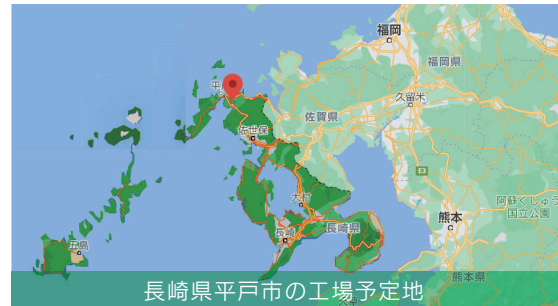 福岡
福岡県
平戸
久留米
佐賀県
佐世保
大村
阿蘇くじゅう
国立公園
熊本
長崎
長崎県
五島
熊本県
長崎県平戸市の工場予定地